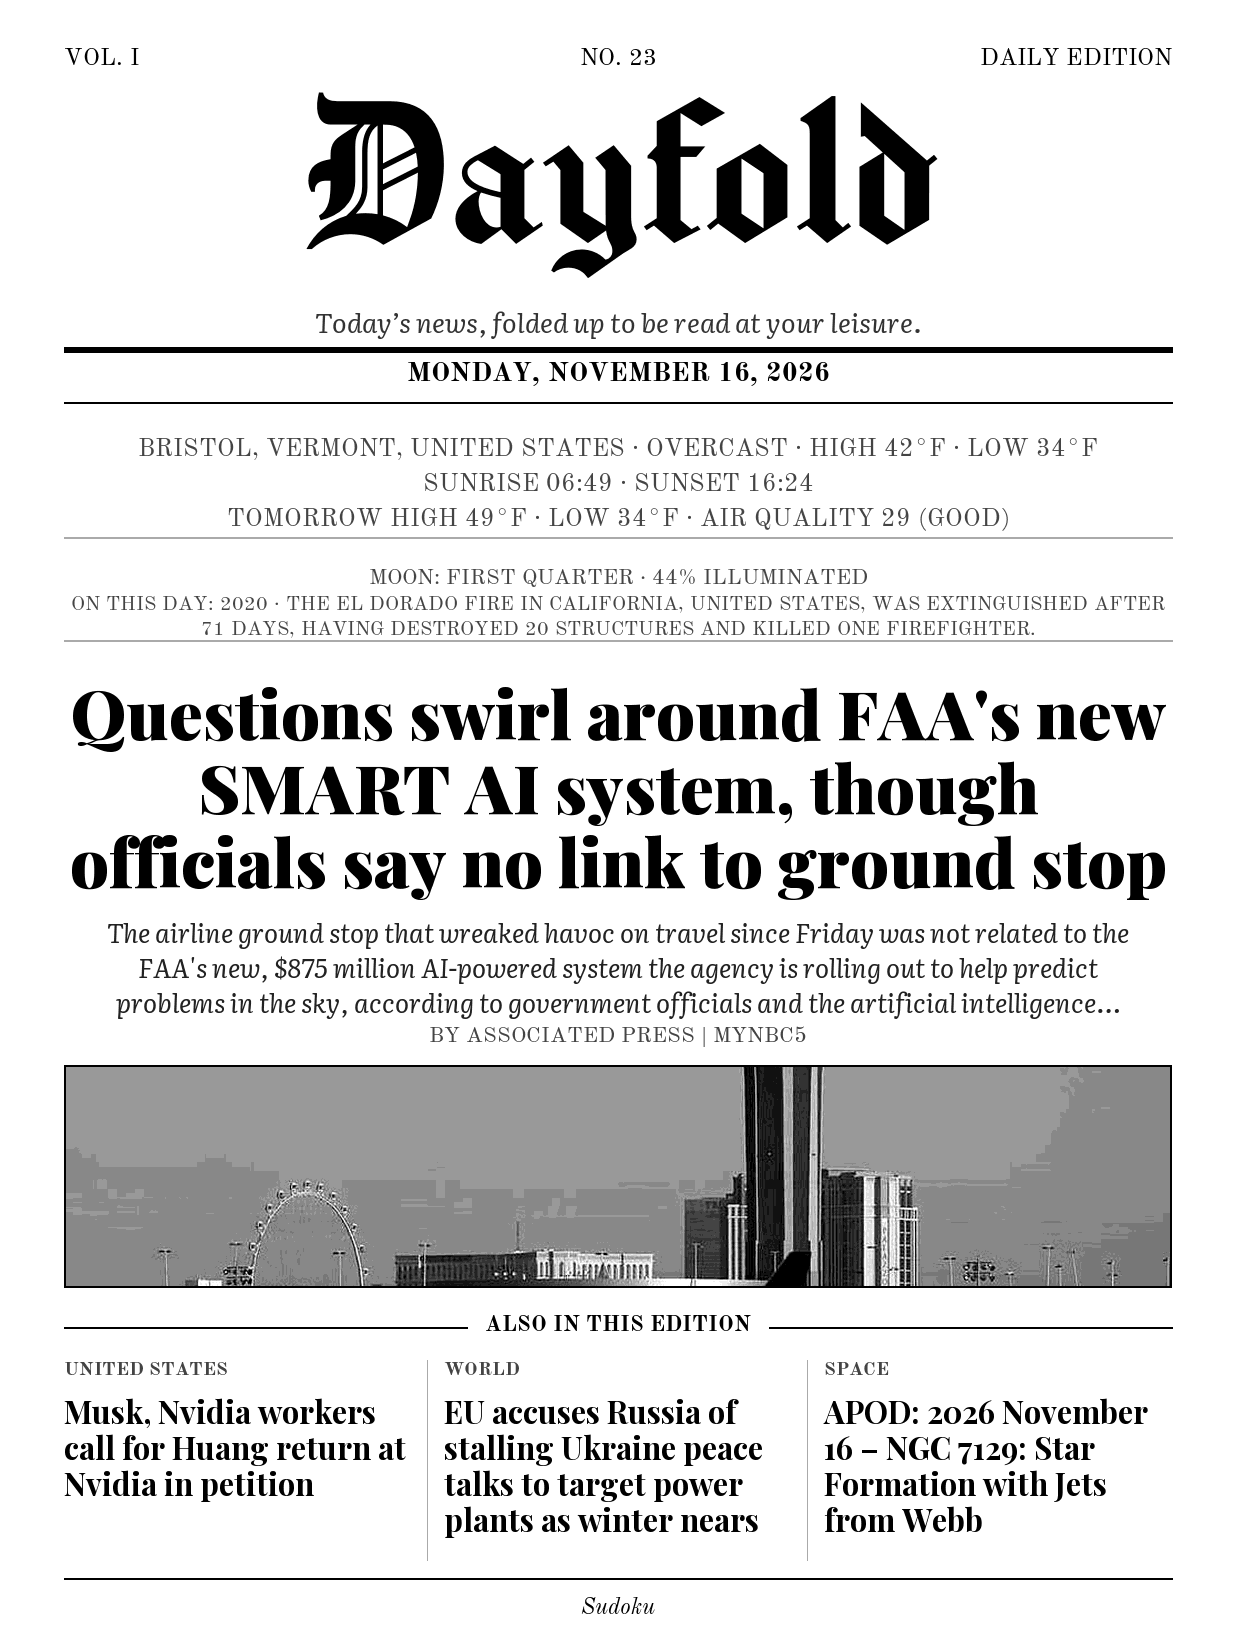 VOL. I
NO. 23
DAILY EDITION
Dayfold
Today’s news, folded up to be read at your leisure.
MONDAY, NOVEMBER 16, 2026
BRISTOL, VERMONT, UNITED STATES · OVERCAST · HIGH 42°F · LOW 34°F
SUNRISE 06:49 · SUNSET 16:24
TOMORROW HIGH 49°F · LOW 34°F · AIR QUALITY 29 (GOOD)
MOON: FIRST QUARTER · 44% ILLUMINATED
ON THIS DAY: 2020 · THE EL DORADO FIRE IN CALIFORNIA, UNITED STATES, WAS EXTINGUISHED AFTER
71 DAYS, HAVING DESTROYED 20 STRUCTURES AND KILLED ONE FIREFIGHTER.
Questions swirl around FAA's new
SMART AI system, though
officials say no link to ground stop
The airline ground stop that wreaked havoc on travel since Friday was not related to the
FAA's new, $875 million AI-powered system the agency is rolling out to help predict
problems in the sky, according to government officials and the artificial intelligence…
BY ASSOCIATED PRESS | MYNBC5
ALSO IN THIS EDITION
UNITED STATES
Musk, Nvidia workers
call for Huang return at
Nvidia in petition
WORLD
EU accuses Russia of
stalling Ukraine peace
talks to target power
plants as winter nears
SPACE
APOD: 2026 November
16 – NGC 7129: Star
Formation with Jets
from Webb
Sudoku